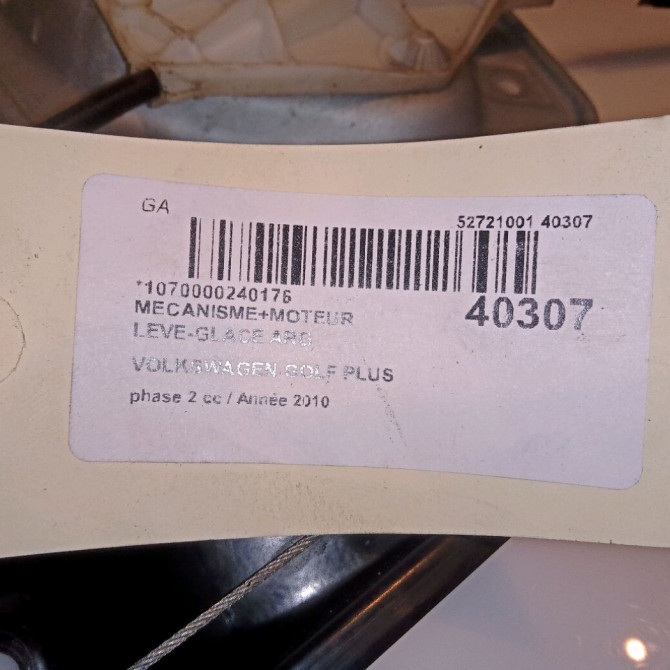 GA
52721001 40307
*1070000240176
40307
MECANISME+MOTEUR
LEVE-GLACE ARG
VOLKSWAGEN GOLF PLUS
phase 2 cc / Année 2010